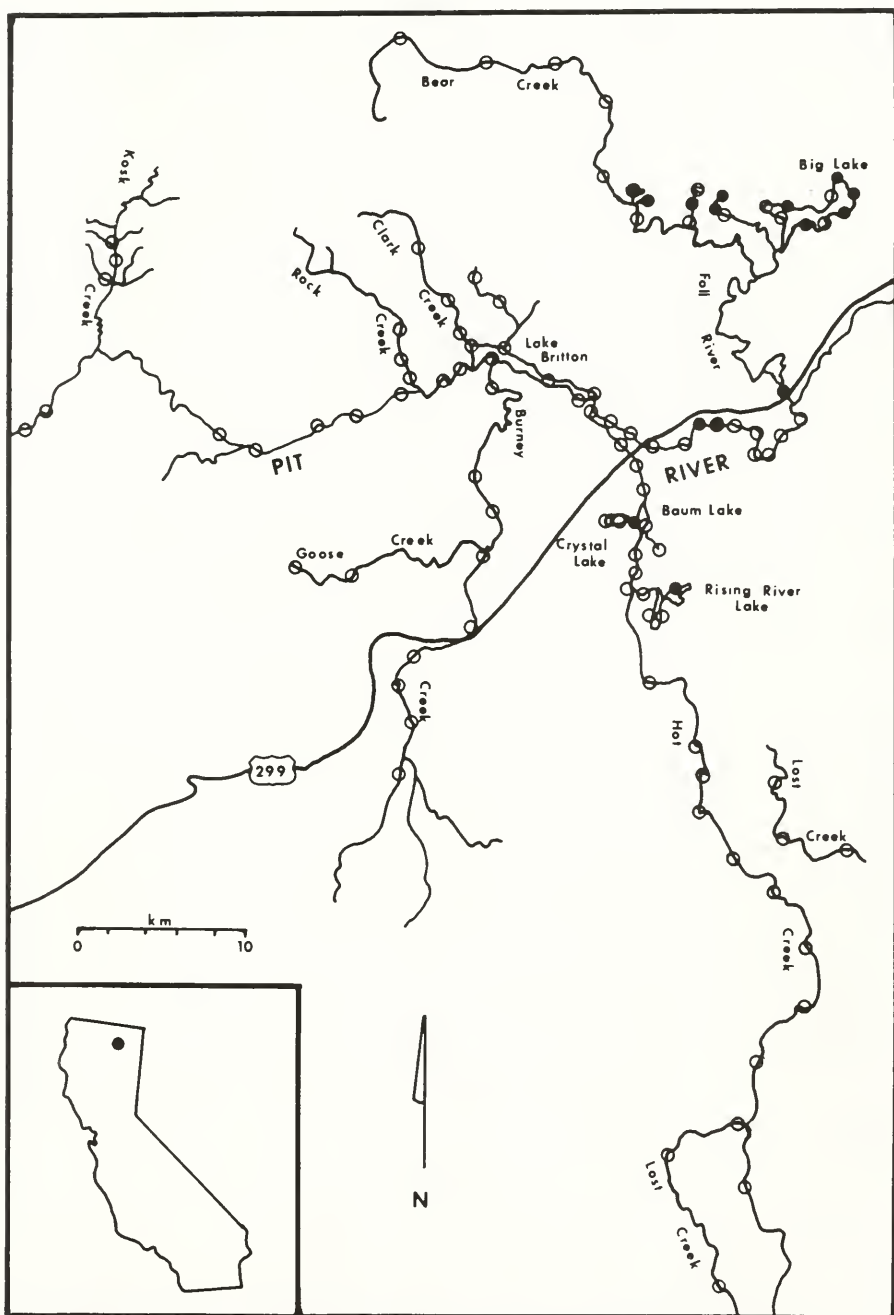 Bear Creek
Big Lake
Kosk
Creek
Clark
Creek
Rock
Creek
Fall
River
Lake
Britton
Burney
PIT
RIVER
Baum Lake
Crystal
Lake
Goose Creek
Rising River
Lake
Creek
Hat
Lost
Creek
299
Creek
km
0 10
N
Lost
Creek